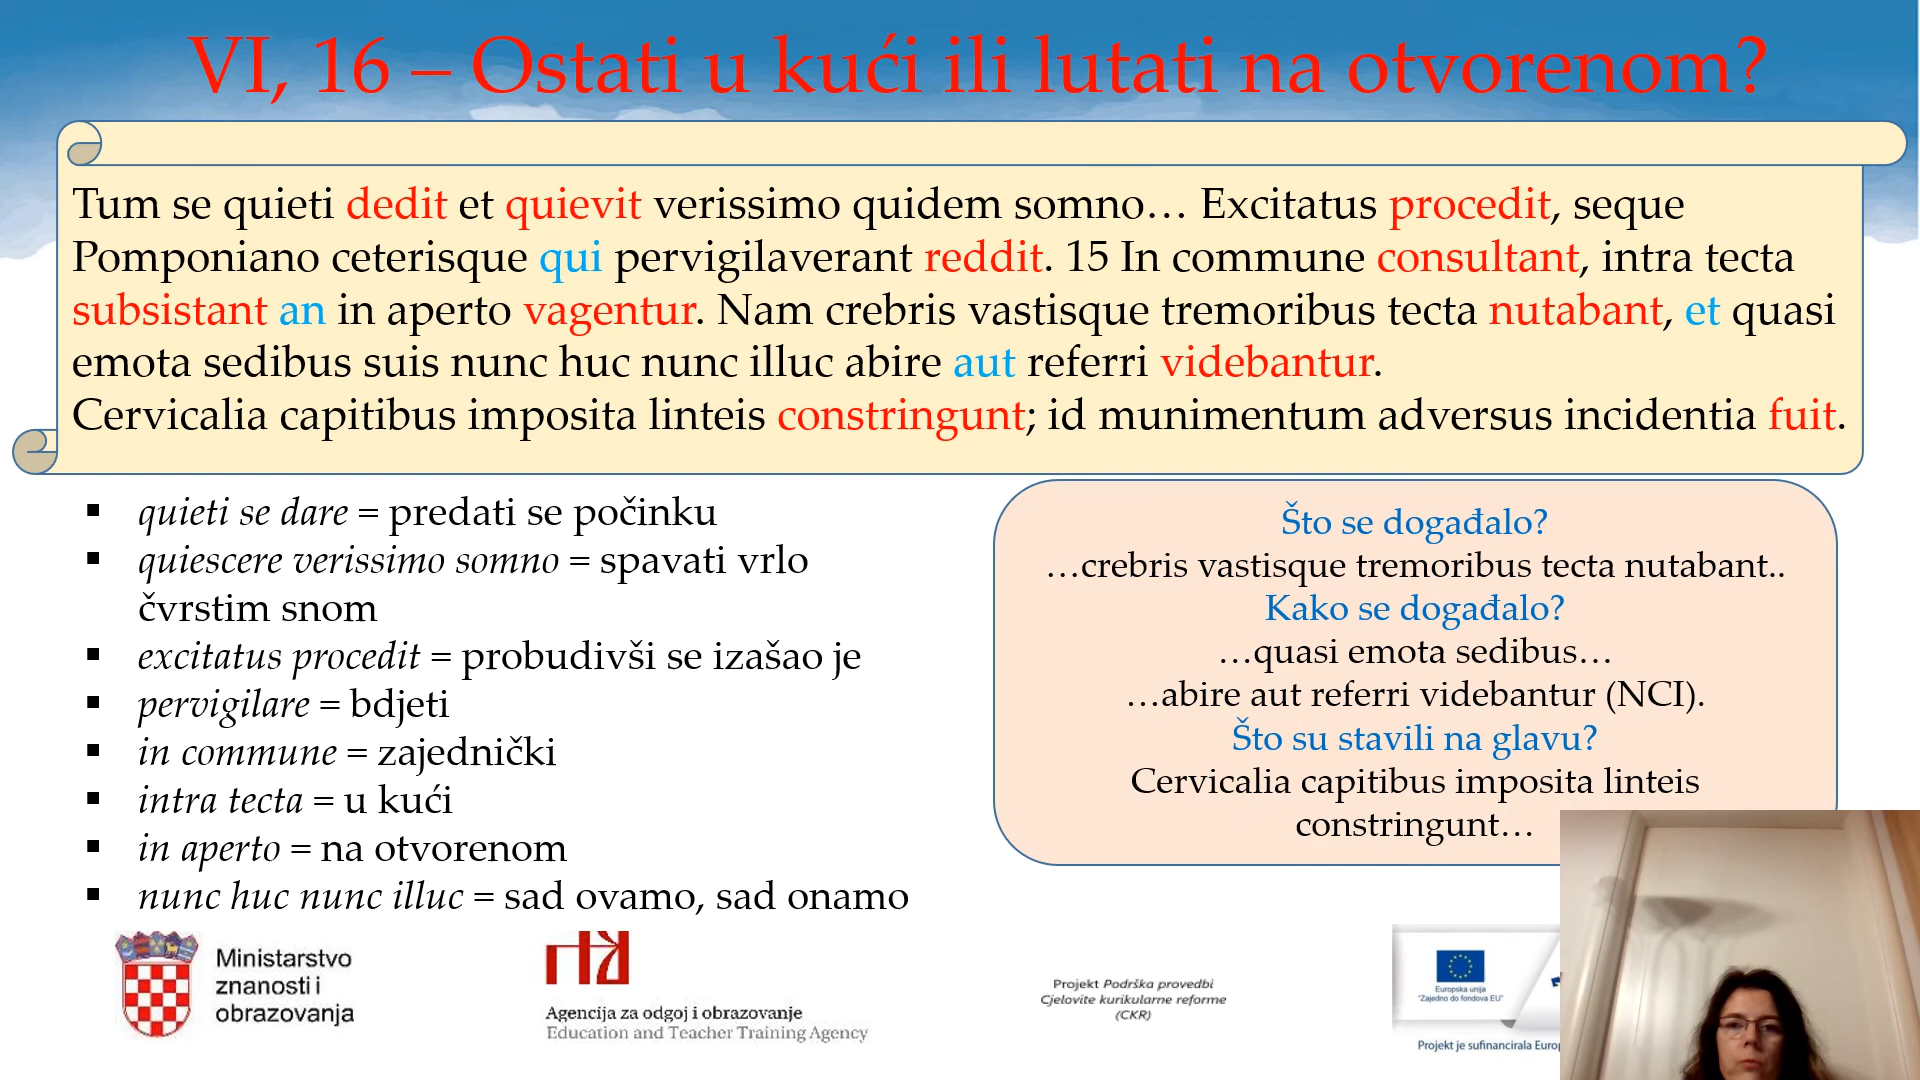 VI, 16 – Ostati u kući ili lutati na otvorenom?
Tum se quieti dedit et quievit verissimo quidem somno… Excitatus procedit, seque
Pomponiano ceterisque qui pervigilaverant reddit. 15 In commune consultant, intra tecta
subsistant an in aperto vagentur. Nam crebris vastisque tremoribus tecta nutabant, et quasi
emota sedibus suis nunc huc nunc illuc abire aut referri videbantur.
Cervicalia capitibus imposita linteis constringunt; id munimentum adversus incidentia fuit.
▪ quieti se dare = predati se počinku
▪ quiescere verissimo somno = spavati vrlo
čvrstim snom
▪ excitatus procedit = probudivši se izašao je
▪ pervigilare = bdjeti
▪ in commune = zajednički
▪ intra tecta = u kući
▪ in aperto = na otvorenom
▪ nunc huc nunc illuc = sad ovamo, sad onamo
Što se događalo?
…crebris vastisque tremoribus tecta nutabant..
Kako se događalo?
…quasi emota sedibus…
…abire aut referri videbantur (NCI).
Što su stavili na glavu?
Cervicalia capitibus imposita linteis
constringunt…
Ministarstvo
znanosti i
obrazovanja
Agencija za odgoj i obrazovanje
Education and Teacher Training Agency
Projekt Podrška provedbi
Cjelovite kurikularne reforme
(CKR)
Europska unija
"Zajedno do fondova EU"
Projekt je sufinancirala